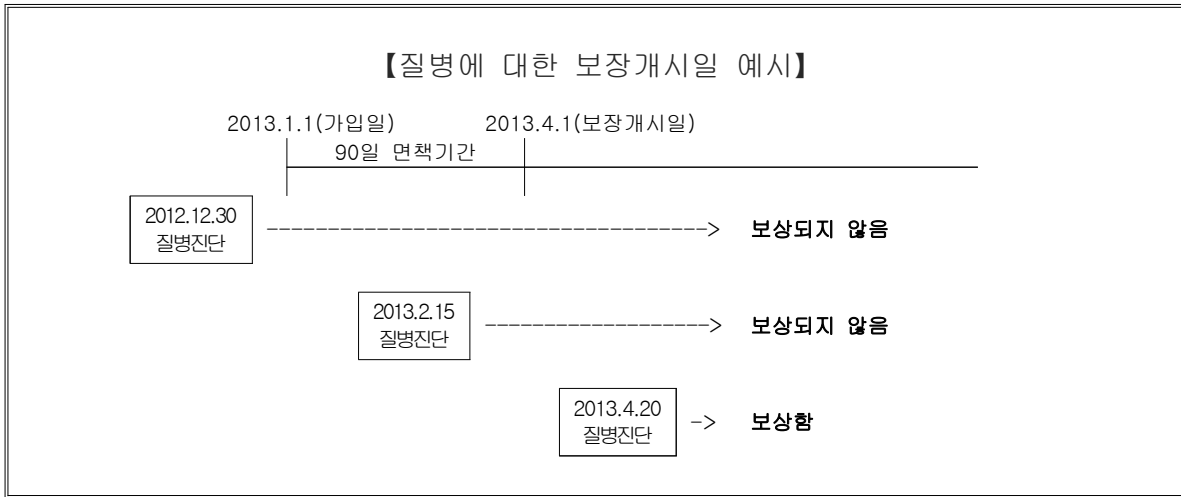 【질병에 대한 보장개시일 예시】
2013.1.1(가입일) 2013.4.1(보장개시일)
90일 면책기간
2012.12.30
질병진단
보상되지 않음
2013.2.15
질병진단
보상되지 않음
2013.4.20
질병진단
보상함